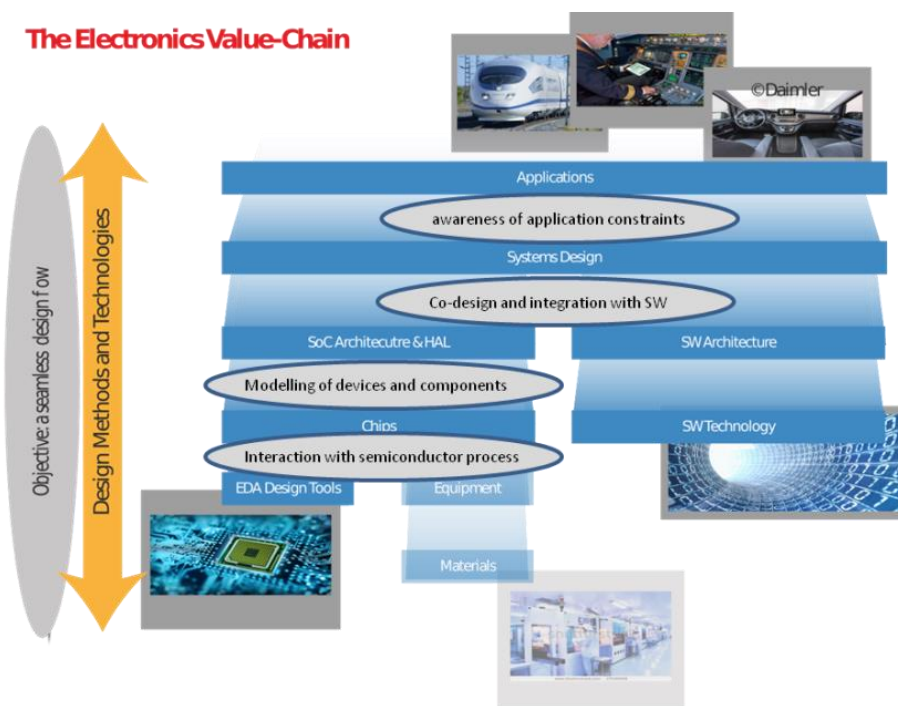 The Electronics Value-Chain
©Daimler
Objective: a seamless design flow
Design Methods and Technologies
Applications
awareness of application constraints
Systems Design
Co-design and integration with SW
SoC Architecutre & HAL
SW Architecture
Modelling of devices and components
Chips
SW Technology
Interaction with semiconductor process
EDA Design Tools
Equipment
Materials